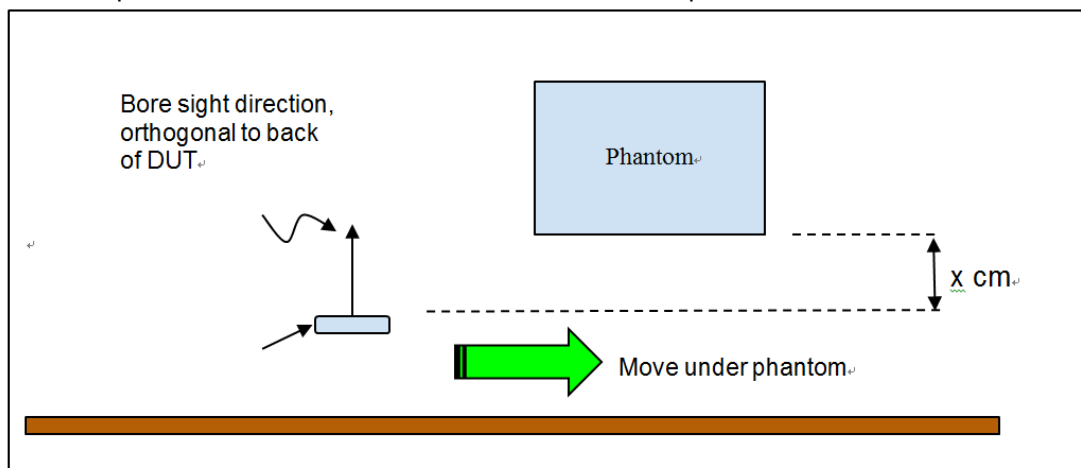 Bore sight direction,
orthogonal to back
of DUT
Phantom
x cm
Move under phantom